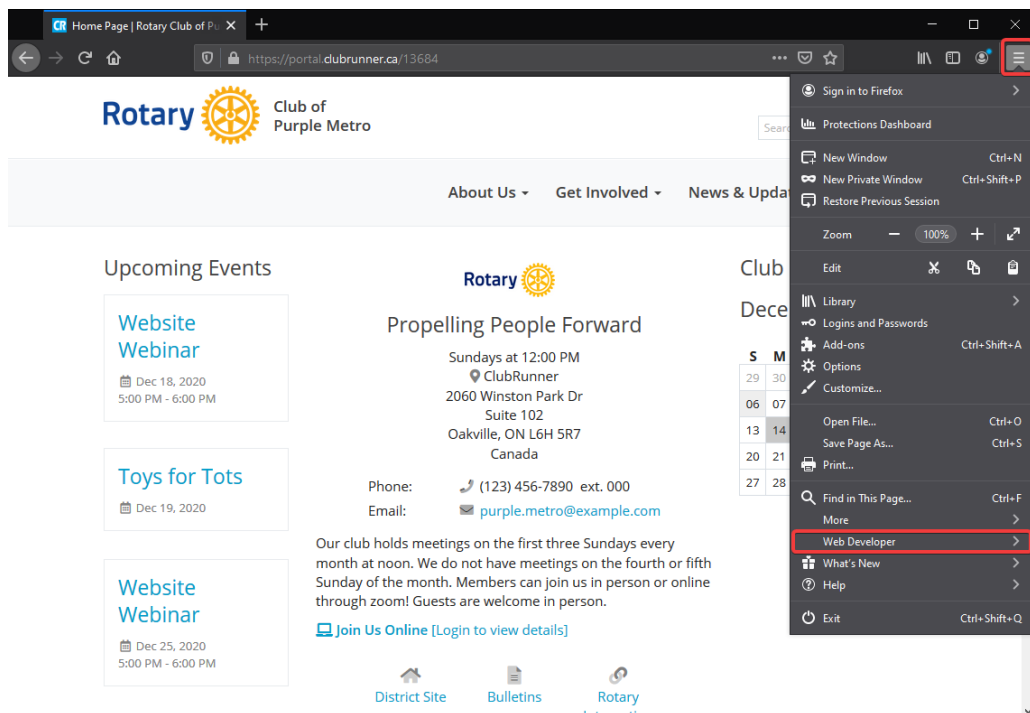 CR Home Page | Rotary Club of Pu
https://portal.clubrunner.ca/13684
Rotary
Club of
Purple Metro
About Us
Get Involved
News & Upda
Upcoming Events
Website
Webinar
Dec 18, 2020
5:00 PM - 6:00 PM
Toys for Tots
Dec 19, 2020
Website
Webinar
Dec 25, 2020
5:00 PM - 6:00 PM
Rotary
Propelling People Forward
Sundays at 12:00 PM
ClubRunner
2060 Winston Park Dr
Suite 102
Oakville, ON L6H 5R7
Canada
Phone: (123) 456-7890 ext. 000
Email: purple.metro@example.com
Our club holds meetings on the first three Sundays every
month at noon. We do not have meetings on the fourth or fifth
Sunday of the month. Members can join us in person or online
through zoom! Guests are welcome in person.
Join Us Online [Login to view details]
District Site
Bulletins
Rotary
Sear
Club
Dece
S M
29 30
06 07
13 14
20 21
27 28
Sign in to Firefox
Protections Dashboard
New Window Ctrl+N
New Private Window Ctrl+Shift+P
Restore Previous Session
Zoom 100%
Edit
Library
Logins and Passwords
Add-ons Ctrl+Shift+A
Options
Customize...
Open File... Ctrl+O
Save Page As... Ctrl+S
Print...
Find in This Page... Ctrl+F
More
Web Developer
What's New
Help
Exit Ctrl+Shift+Q